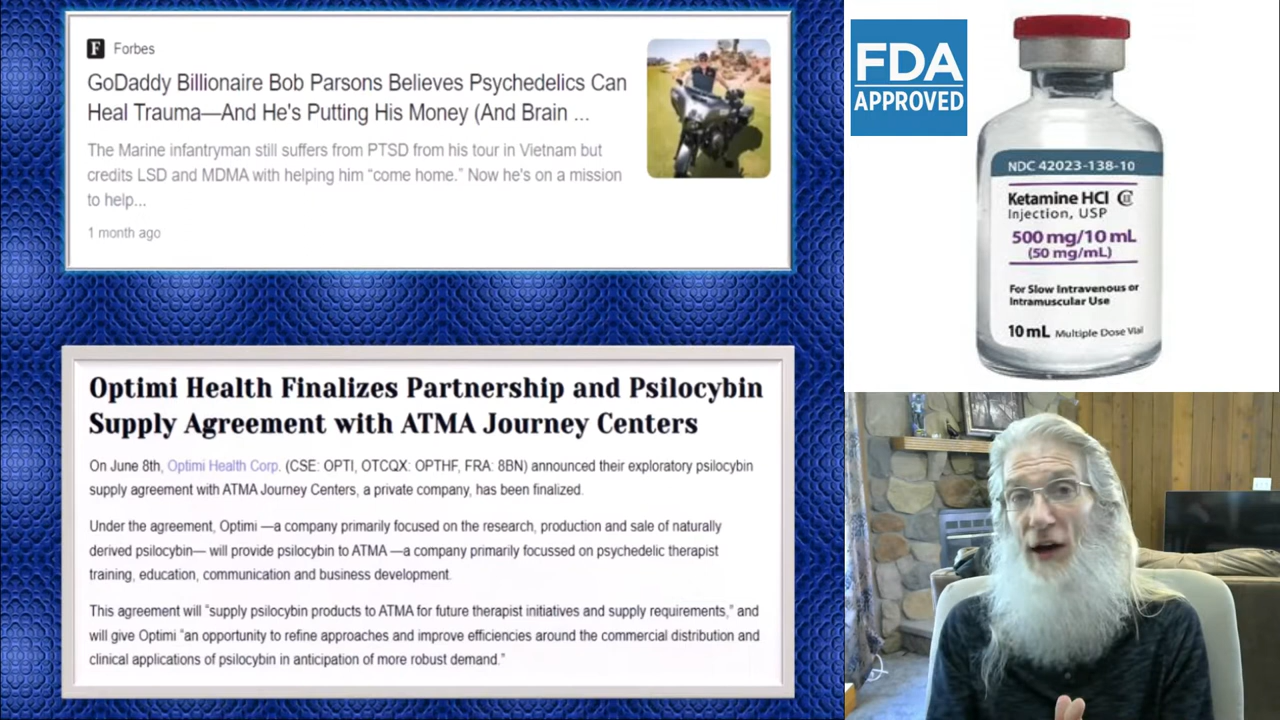 Forbes
GoDaddy Billionaire Bob Parsons Believes Psychedelics Can
Heal Trauma—And He's Putting His Money (And Brain ...
The Marine infantryman still suffers from PTSD from his tour in Vietnam but
credits LSD and MDMA with helping him “come home.” Now he's on a mission
to help...
1 month ago
Optimi Health Finalizes Partnership and Psilocybin
Supply Agreement with ATMA Journey Centers
On June 8th, Optimi Health Corp. (CSE: OPTI, OTCQX: OPTHF, FRA: 8BN) announced their exploratory psilocybin
supply agreement with ATMA Journey Centers, a private company, has been finalized.
Under the agreement, Optimi —a company primarily focused on the research, production and sale of naturally
derived psilocybin— will provide psilocybin to ATMA —a company primarily focussed on psychedelic therapist
training, education, communication and business development.
This agreement will “supply psilocybin products to ATMA for future therapist initiatives and supply requirements,” and
will give Optimi “an opportunity to refine approaches and improve efficiencies around the commercial distribution and
clinical applications of psilocybin in anticipation of more robust demand.”
FDA
APPROVED
NDC 42023-138-10
Ketamine HCl CIII
Injection, USP
500 mg/10 mL
(50 mg/mL)
For Slow Intravenous or
Intramuscular Use
10 mL Multiple Dose Vial